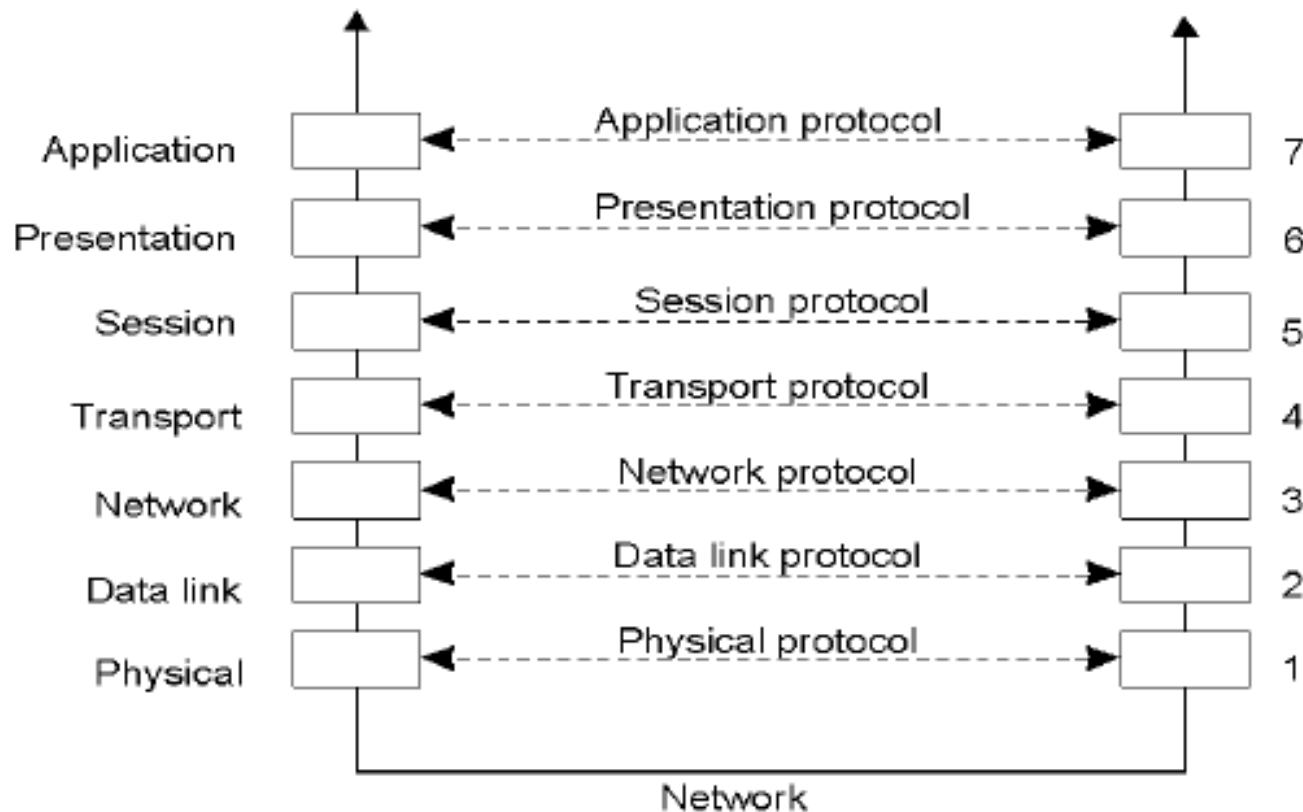 Application protocol
Application 7
Presentation protocol
Presentation 6
Session protocol
Session 5
Transport protocol
Transport 4
Network protocol
Network 3
Data link protocol
Data link 2
Physical protocol
Physical 1
Network